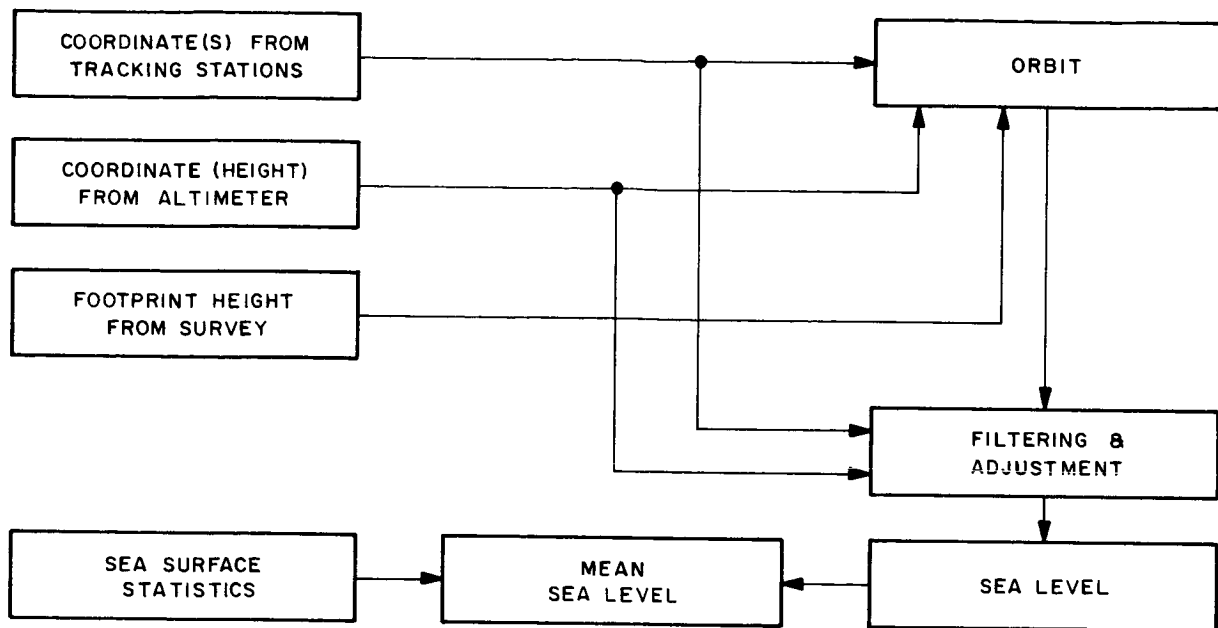 COORDINATE(S) FROM
TRACKING STATIONS
ORBIT
COORDINATE (HEIGHT)
FROM ALTIMETER
FOOTPRINT HEIGHT
FROM SURVEY
FILTERING &
ADJUSTMENT
SEA SURFACE
STATISTICS
MEAN
SEA LEVEL
SEA LEVEL